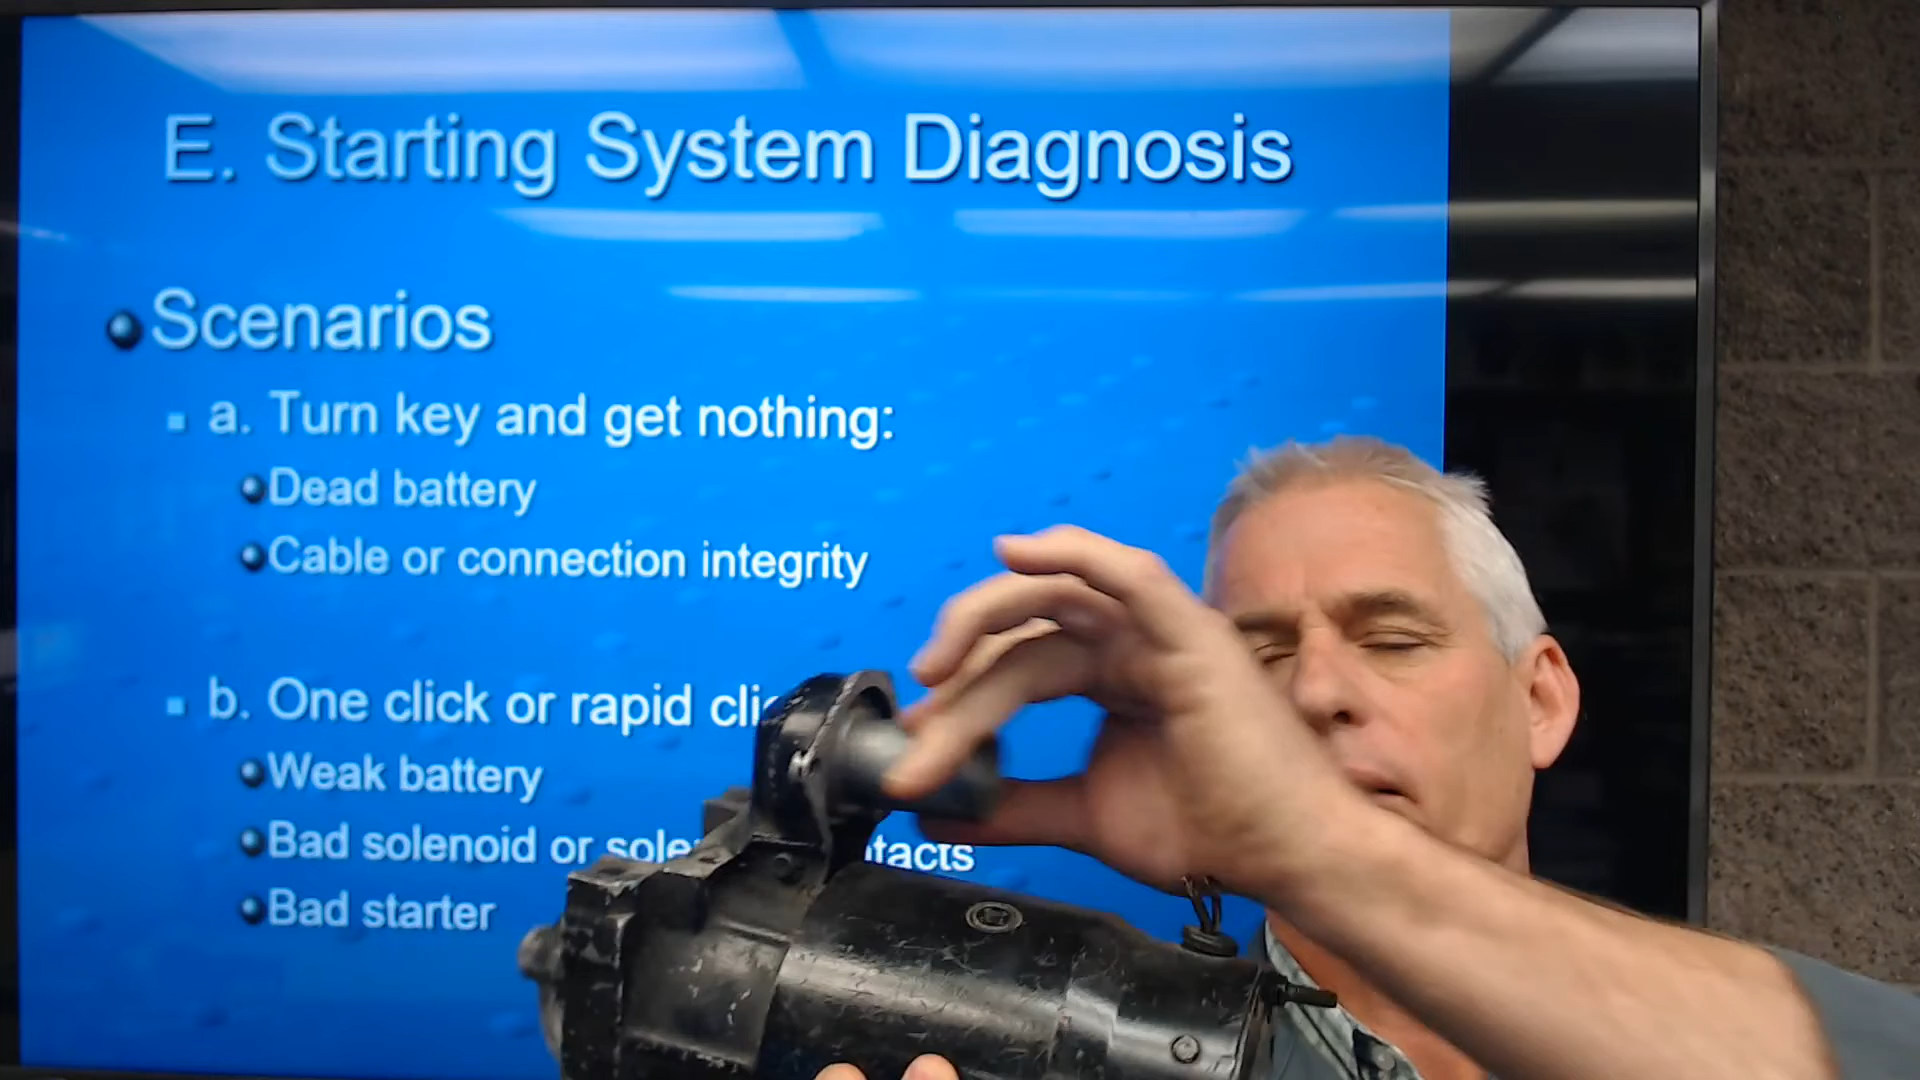 E. Starting System Diagnosis
Scenarios
a. Turn key and get nothing:
Dead battery
Cable or connection integrity
b. One click or rapid
Weak battery
Bad solenoid or
Bad starter